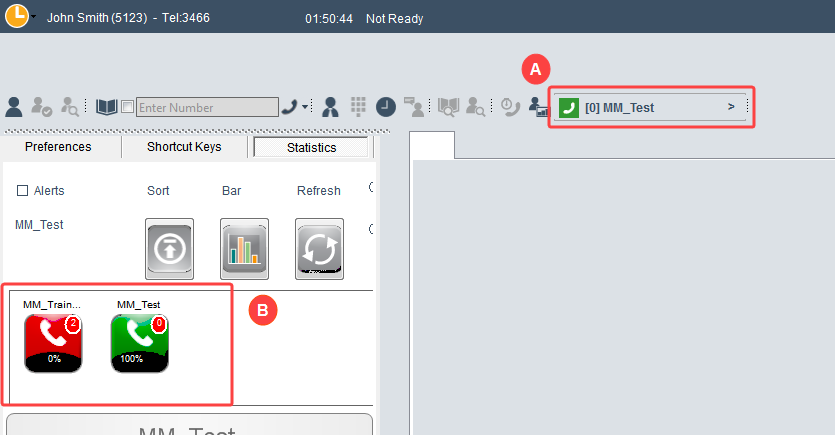 John Smith (5123) - Tel:3466 01:50:44 Not Ready
A
Enter Number [0] MM_Test >
Preferences Shortcut Keys Statistics
Alerts Sort Bar Refresh
MM_Test
MM_Train... MM_Test
2 0
0% 100%
B
MM_Test